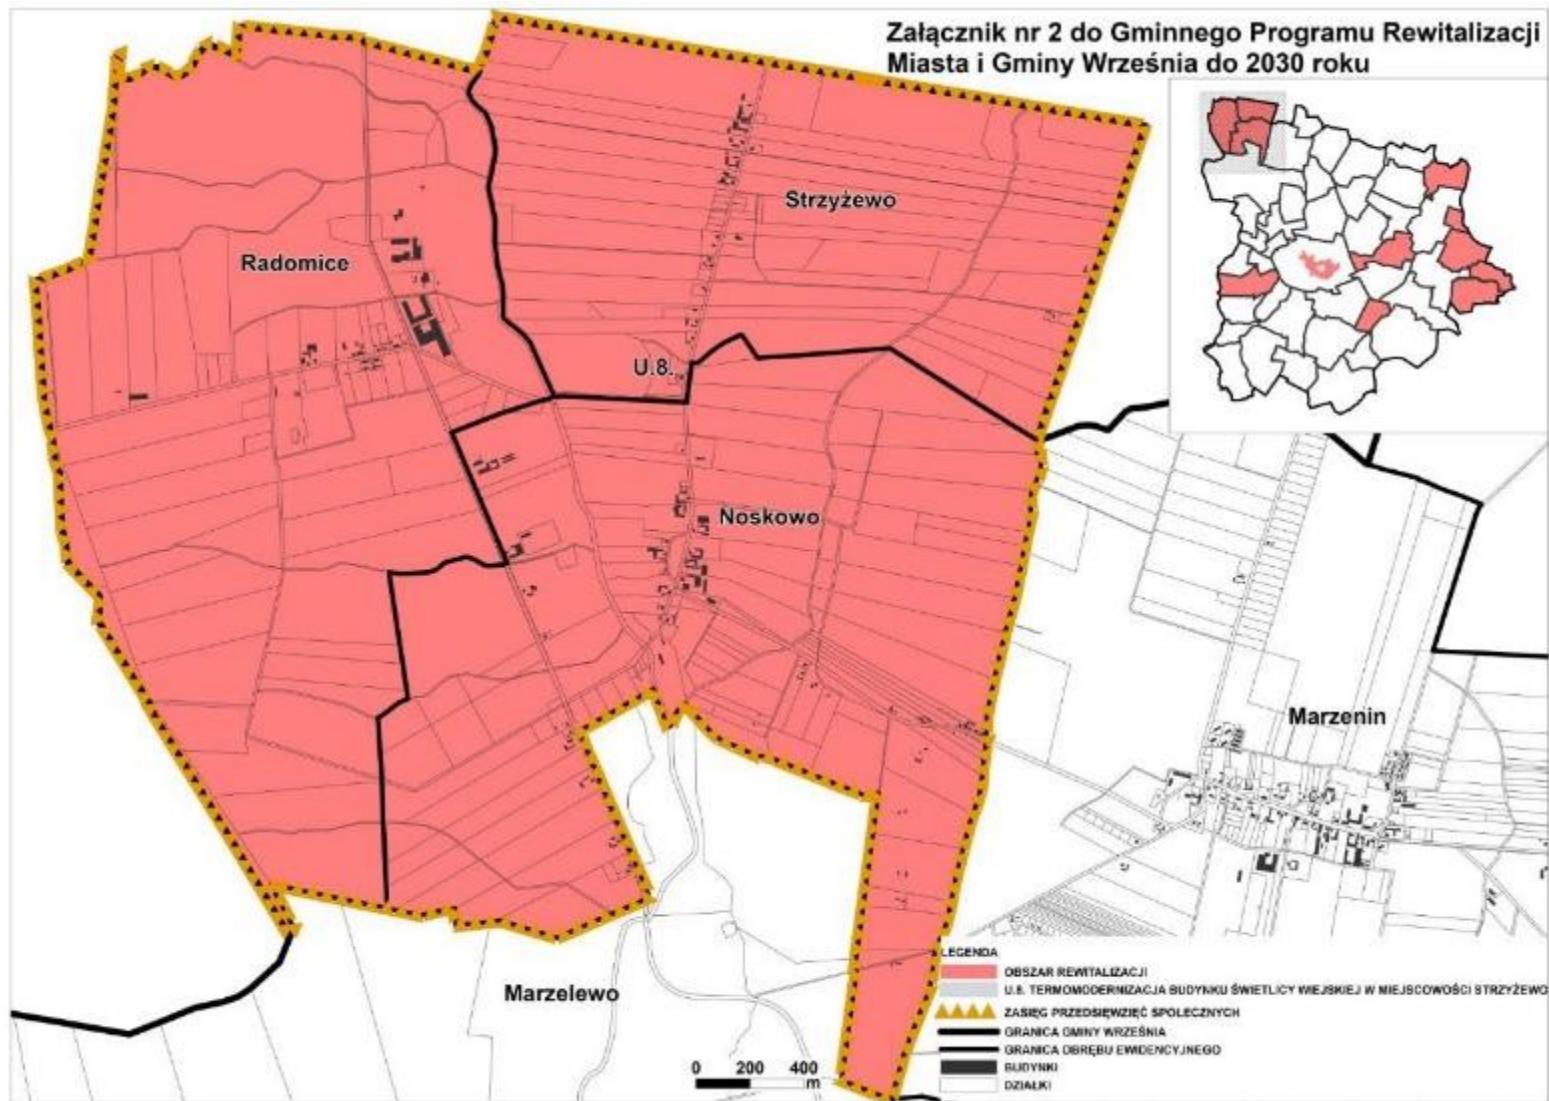 Załącznik nr 2 do Gminnego Programu Rewitalizacji
Miasta i Gminy Września do 2030 roku
Strzyżewo
Radomice
U.8.
Noskowo
Marzenin
Marzelewo
LEGENDA
OBSZAR REWITALIZACJI
U.8. TERMOMODERNIZACJA BUDYNKU ŚWIETLICY WIEJSKIEJ W MIEJSCOWOŚCI STRZYŻEWO
ZASIĘG PRZEDSIĘWZIĘĆ SPOŁECZNYCH
GRANICA GMINY WRZEŚNIA
GRANICA OBRĘBU EWIDENCYJNEGO
BUDYNKI
DZIAŁKI
0 200 400
m